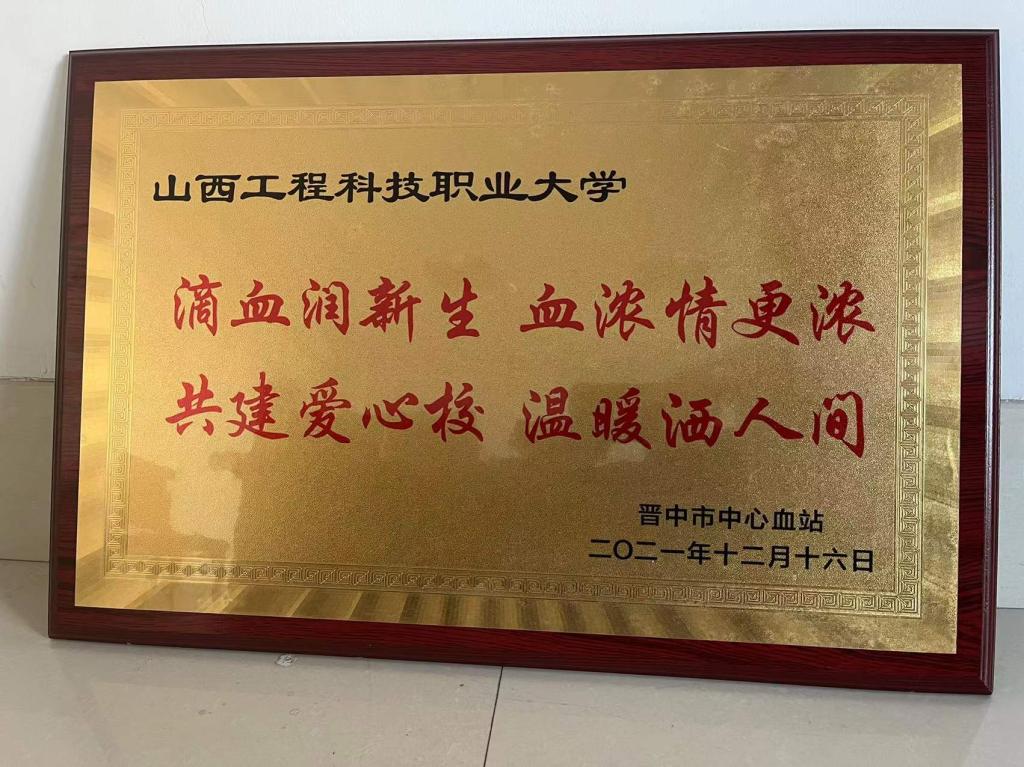 山西工程科技职业大学
滴血润新生 血浓情更浓
共建爱心校 温暖洒人间
晋中市中心血站
二〇二一年十二月十六日